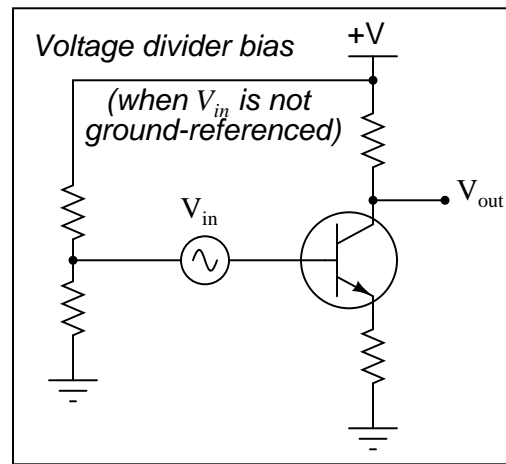 Voltage divider bias
+V
(when Vin is not
ground-referenced)
Vin
Vout